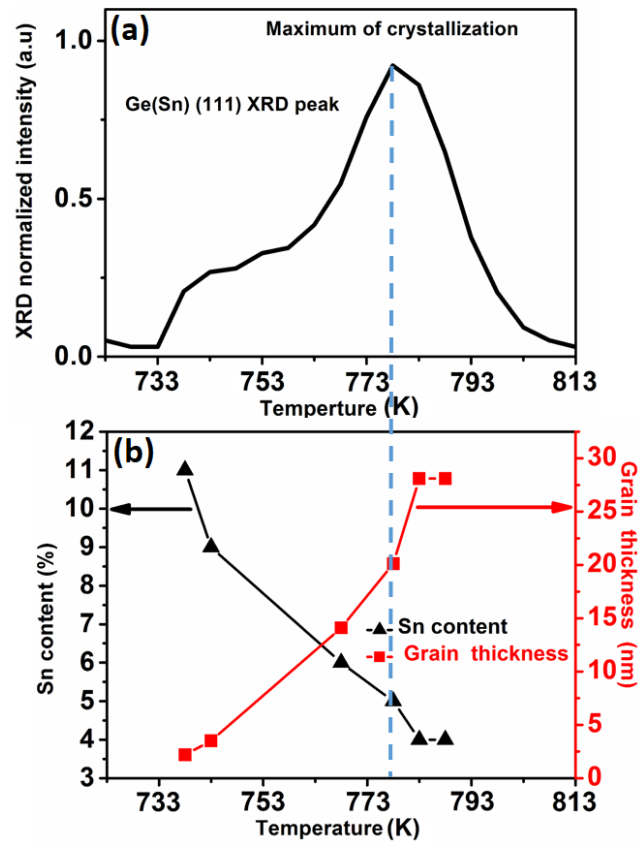 (a)
Maximum of crystallization
Ge(Sn) (111) XRD peak
XRD normalized intensity (a.u)
1.0
0.5
0.0
733 753 773 793 813
Temperture (K)
(b)
Sn content (%)
12
11
10
9
8
7
6
5
4
3
Sn content
Grain thickness
30
25
20
15
10
5
0
Grain thickness (nm)
733 753 773 793 813
Temperature (K)